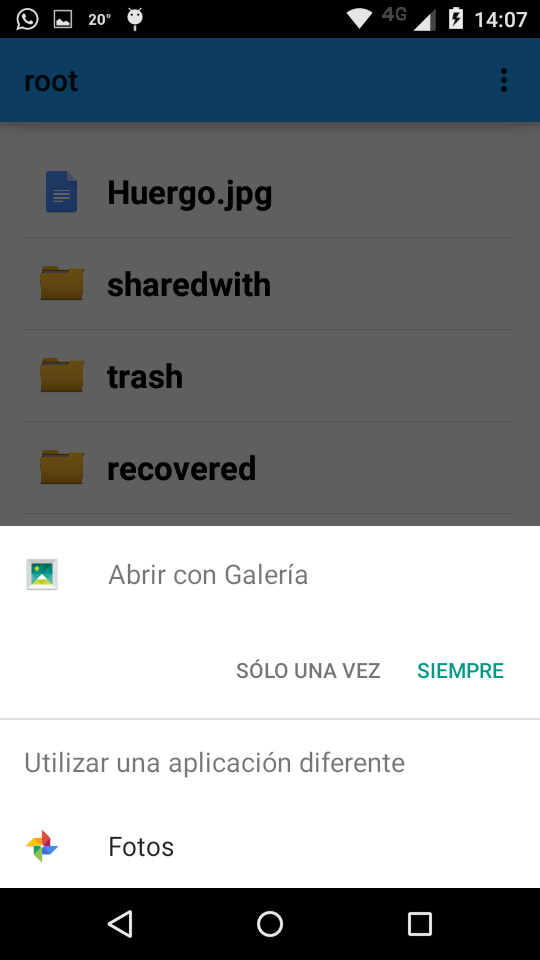 20°
4G
14:07
root
Huergo.jpg
sharedwith
trash
recovered
Abrir con Galería
SÓLO UNA VEZ SIEMPRE
Utilizar una aplicación diferente
Fotos